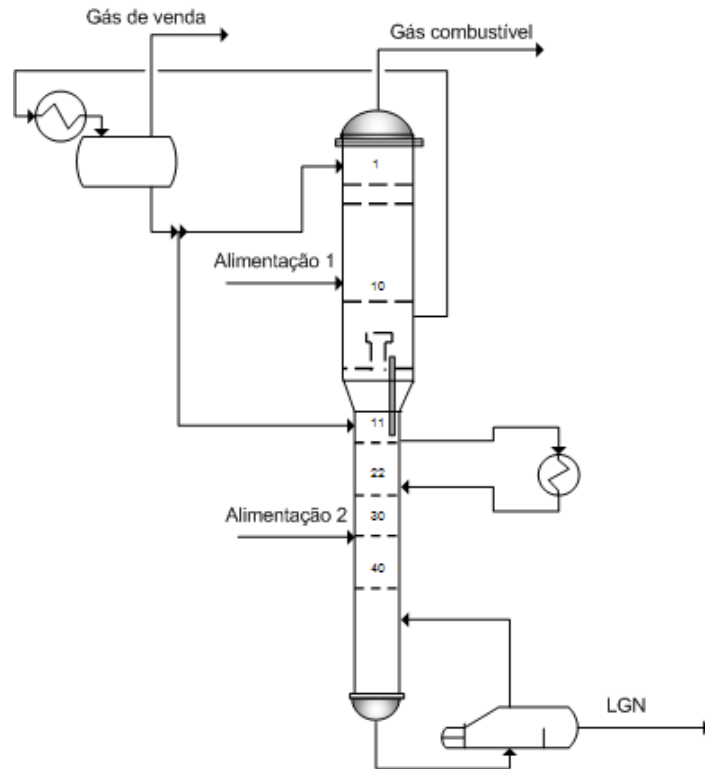 Gás de venda
Gás combustível
1
Alimentação 1
10
11
22
Alimentação 2
30
40
LGN